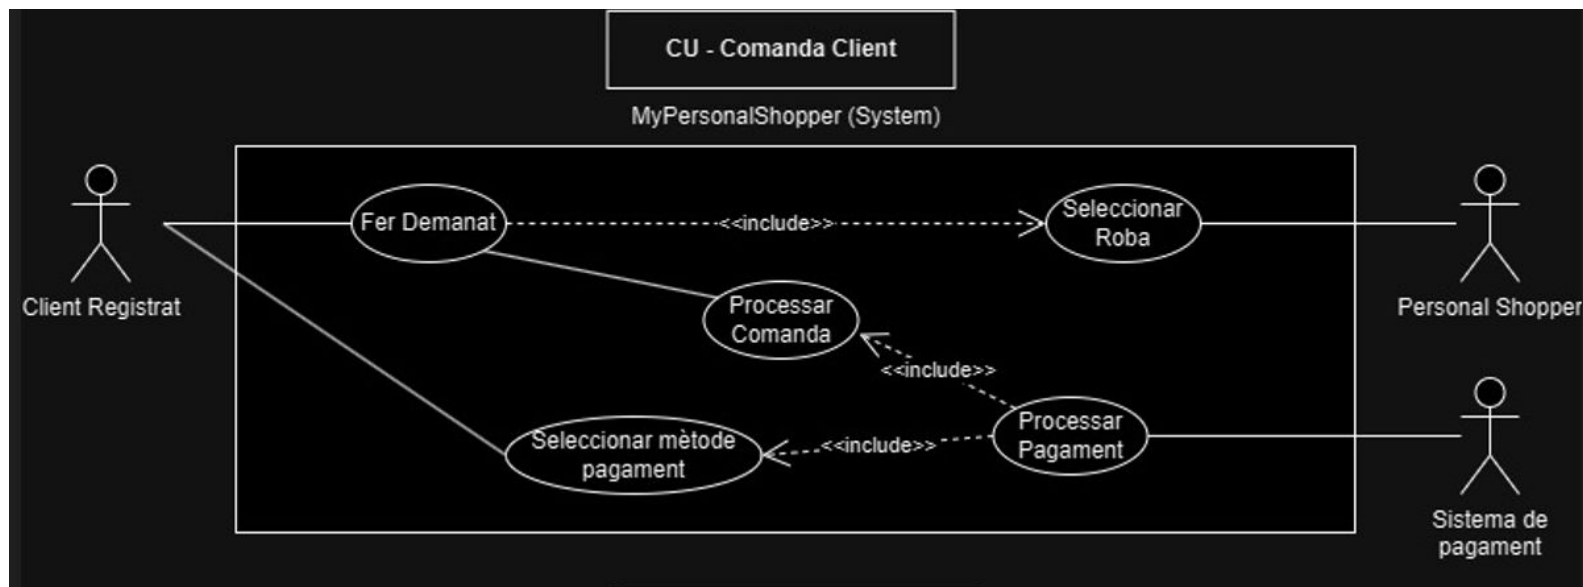 CU - Comanda Client
MyPersonalShopper (System)
Fer Demanat
<<include>>
Seleccionar
Roba
Client Registrat
Personal Shopper
Processar
Comanda
<<include>>
Seleccionar mètode
pagament
<<include>>
Processar
Pagament
Sistema de
pagament